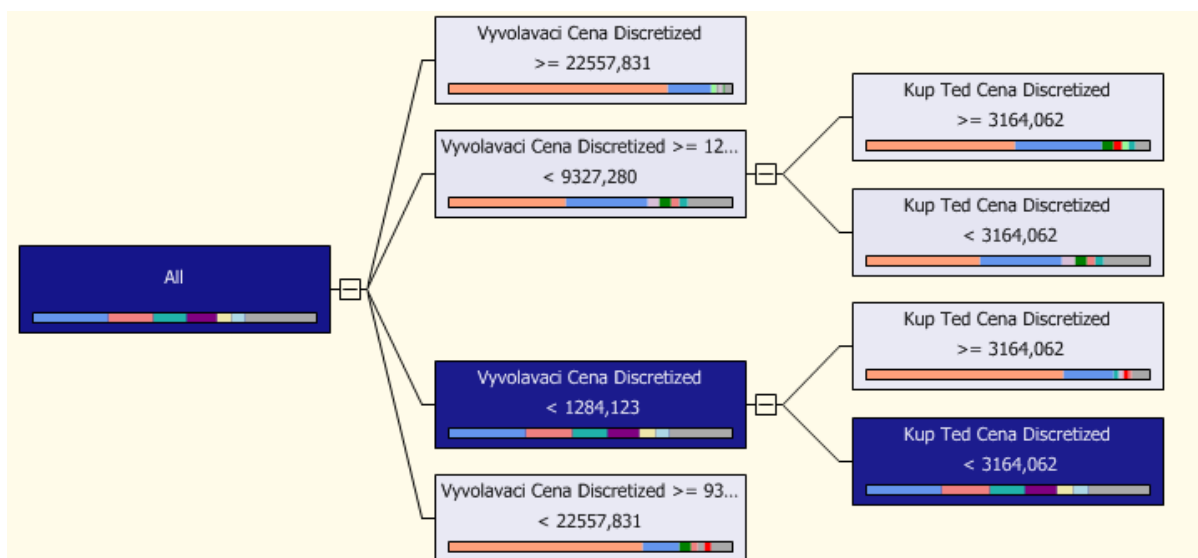 All
Vyvolavaci Cena Discretized
>= 22557,831
Vyvolavaci Cena Discretized >= 12...
< 9327,280
Vyvolavaci Cena Discretized
< 1284,123
Vyvolavaci Cena Discretized >= 93...
< 22557,831
Kup Ted Cena Discretized
>= 3164,062
Kup Ted Cena Discretized
< 3164,062
Kup Ted Cena Discretized
>= 3164,062
Kup Ted Cena Discretized
< 3164,062